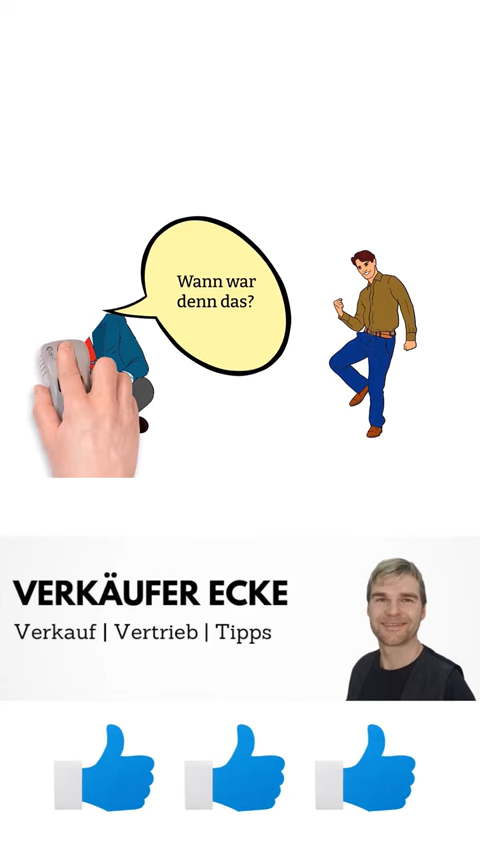 Wann war
denn das?
VERKÄUFER ECKE
Verkauf | Vertrieb | Tipps